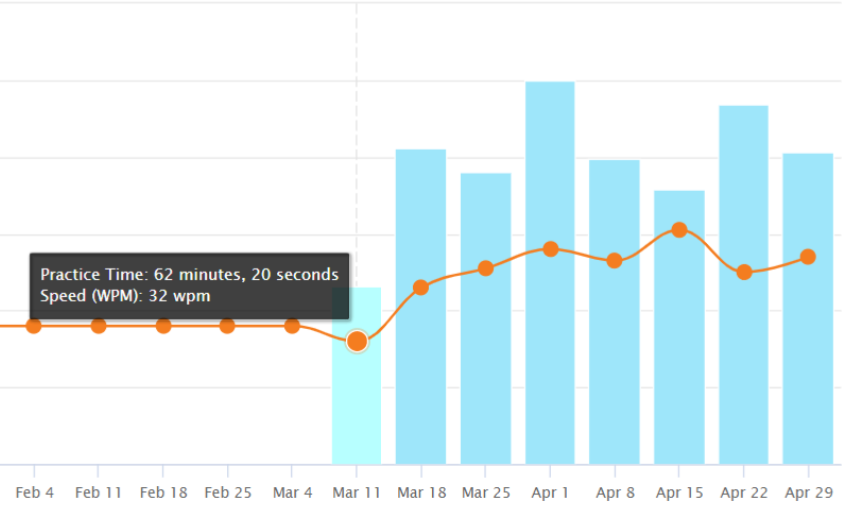 Practice Time: 62 minutes, 20 seconds
Speed (WPM): 32 wpm
Feb 4 Feb 11 Feb 18 Feb 25 Mar 4 Mar 11 Mar 18 Mar 25 Apr 1 Apr 8 Apr 15 Apr 22 Apr 29